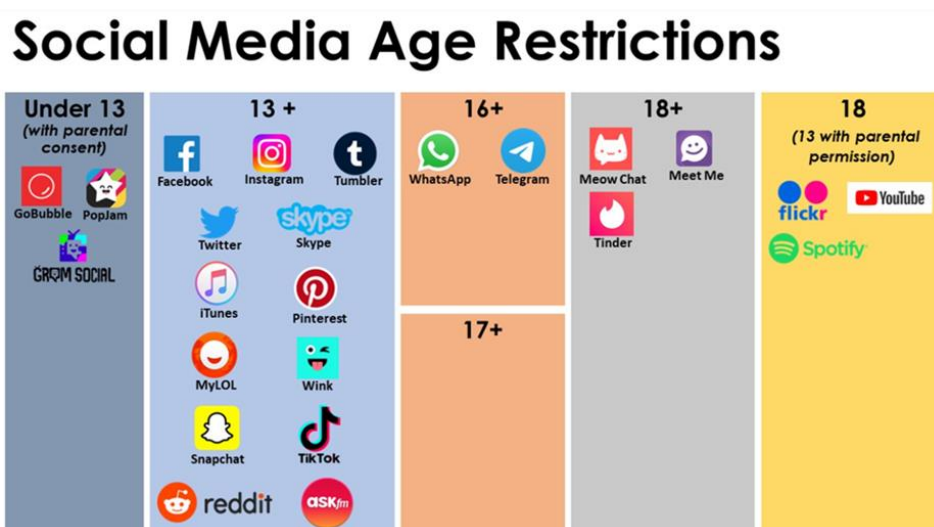 Social Media Age Restrictions
Under 13
(with parental
consent)
GoBubble PopJam
GROM SOCIAL
13 +
f
t
Facebook Instagram Tumbler
skype
Twitter Skype
iTunes Pinterest
MyLOL Wink
Snapchat TikTok
reddit ASKfm
16+
WhatsApp Telegram
17+
18+
Meow Chat Meet Me
Tinder
18
(13 with parental
permission)
flickr YouTube
Spotify